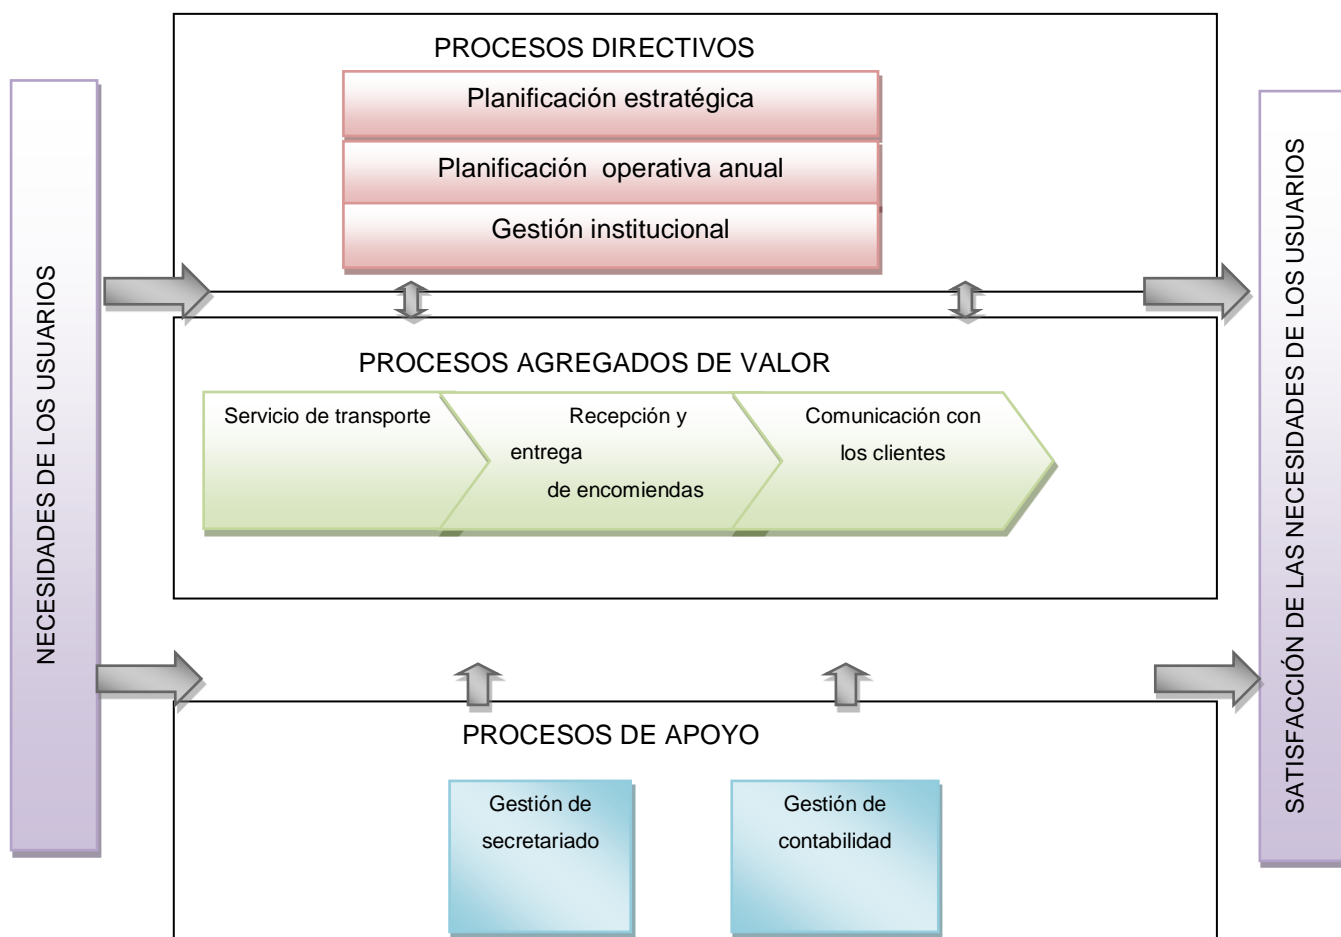 PROCESOS DIRECTIVOS
Planificación estratégica
Planificación operativa anual
Gestión institucional
NECESIDADES DE LOS USUARIOS
PROCESOS AGREGADOS DE VALOR
Servicio de transporte
Recepción y
entrega
de encomiendas
Comunicación con
los clientes
SATISFACCIÓN DE LAS NECESIDADES DE LOS USUARIOS
PROCESOS DE APOYO
Gestión de
secretariado
Gestión de
contabilidad